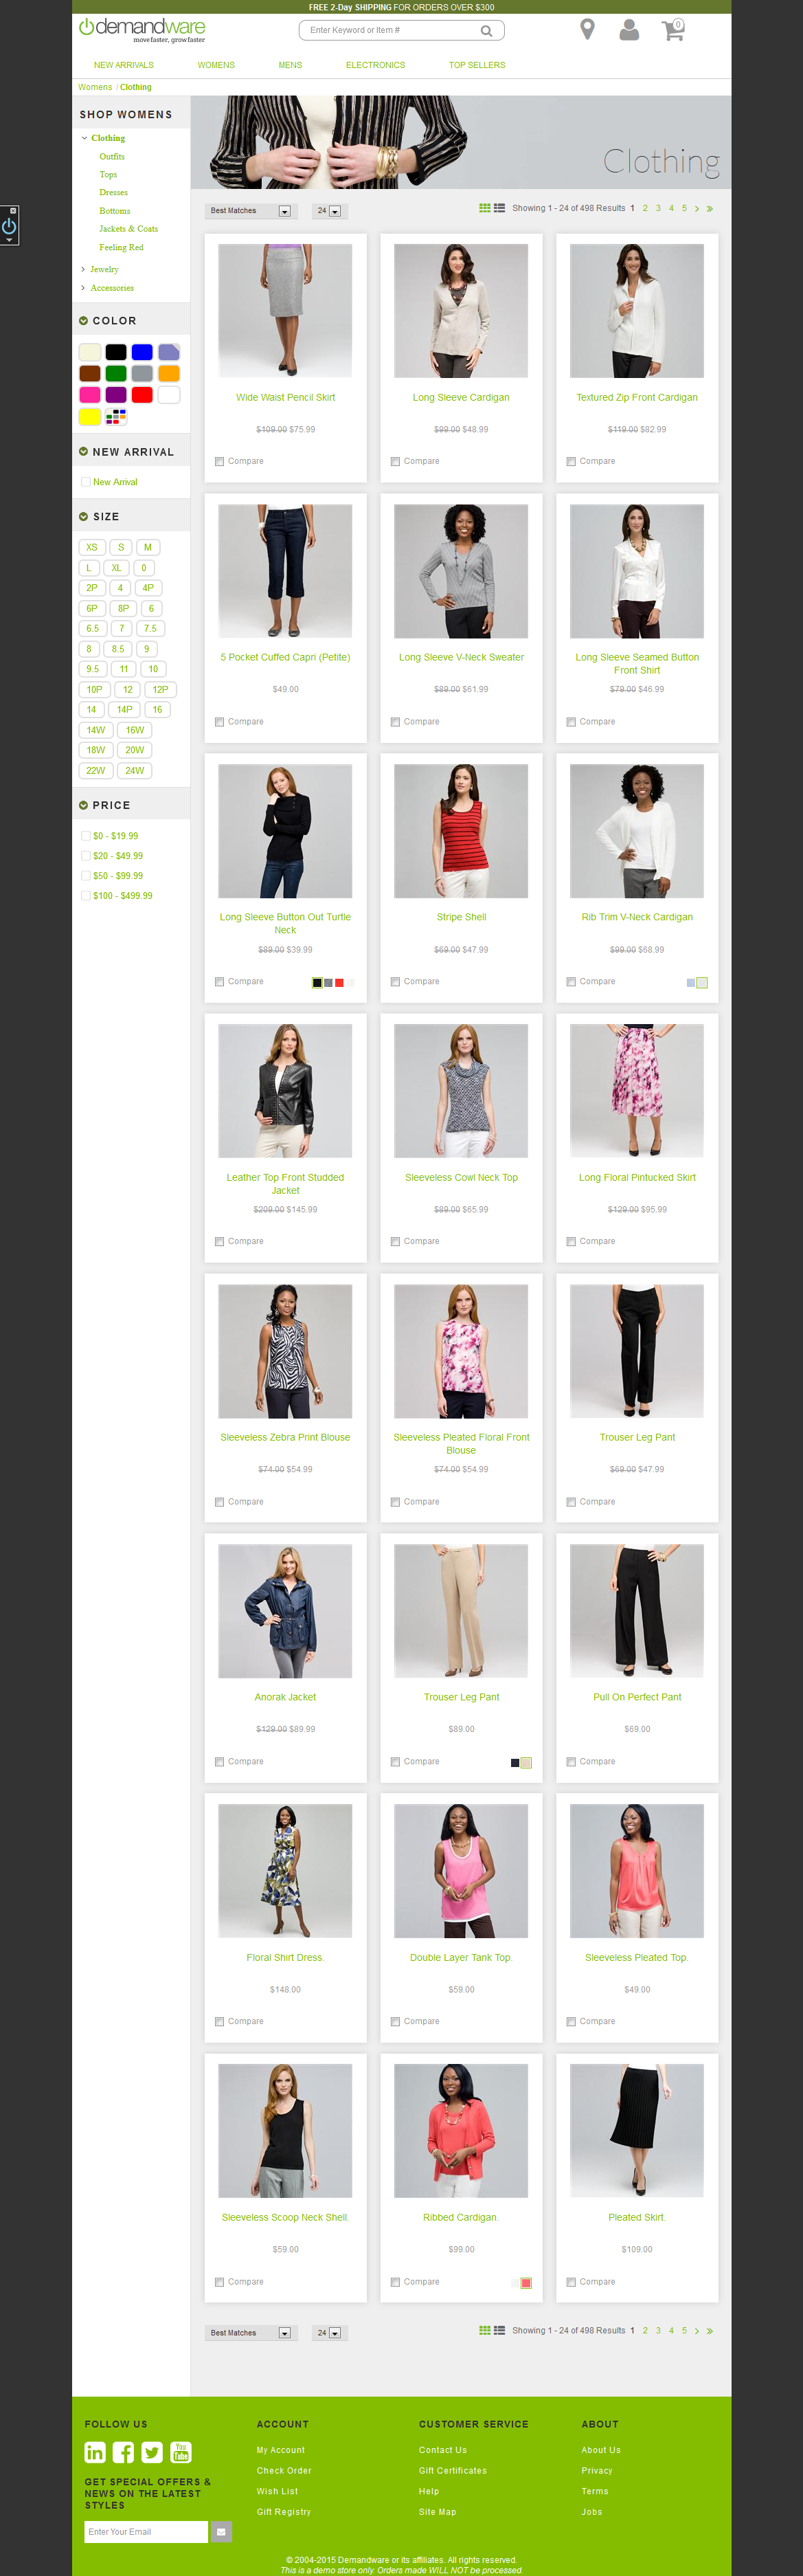 FREE 2-Day SHIPPING FOR ORDERS OVER $300
demandware
move faster, grow faster
Enter Keyword or Item #
0
NEW ARRIVALS WOMENS MENS ELECTRONICS TOP SELLERS
Womens / Clothing
SHOP WOMENS
Clothing
Outfits
Tops
Dresses
Bottoms
Jackets & Coats
Feeling Red
Jewelry
Accessories
COLOR
NEW ARRIVAL
New Arrival
SIZE
XS S M
L XL 0
2P 4 4P
6P 8P 6
6.5 7 7.5
8 8.5 9
9.5 11 10
10P 12 12P
14 14P 16
14W 16W
18W 20W
22W 24W
PRICE
$0 - $19.99
$20 - $49.99
$50 - $99.99
$100 - $499.99
Clothing
Best Matches 24 Showing 1 - 24 of 498 Results 1 2 3 4 5 > »
Wide Waist Pencil Skirt
$109.00 $75.99
Compare
Long Sleeve Cardigan
$99.00 $48.99
Compare
Textured Zip Front Cardigan
$119.00 $82.99
Compare
5 Pocket Cuffed Capri (Petite)
$49.00
Compare
Long Sleeve V-Neck Sweater
$89.00 $61.99
Compare
Long Sleeve Seamed Button
Front Shirt
$79.00 $46.99
Compare
Long Sleeve Button Out Turtle
Neck
$89.00 $39.99
Compare
Stripe Shell
$69.00 $47.99
Compare
Rib Trim V-Neck Cardigan
$99.00 $68.99
Compare
Leather Top Front Studded
Jacket
$209.00 $145.99
Compare
Sleeveless Cowl Neck Top
$89.00 $65.99
Compare
Long Floral Pintucked Skirt
$129.00 $95.99
Compare
Sleeveless Zebra Print Blouse
$74.00 $54.99
Compare
Sleeveless Pleated Floral Front
Blouse
$74.00 $54.99
Compare
Trouser Leg Pant
$69.00 $47.99
Compare
Anorak Jacket
$129.00 $89.99
Compare
Trouser Leg Pant
$89.00
Compare
Pull On Perfect Pant
$69.00
Compare
Floral Shirt Dress.
$148.00
Compare
Double Layer Tank Top.
$59.00
Compare
Sleeveless Pleated Top.
$49.00
Compare
Sleeveless Scoop Neck Shell.
$59.00
Compare
Ribbed Cardigan.
$99.00
Compare
Pleated Skirt.
$109.00
Compare
Best Matches 24 Showing 1 - 24 of 498 Results 1 2 3 4 5 > »
FOLLOW US
in f You Tube
GET SPECIAL OFFERS &
NEWS ON THE LATEST
STYLES
Enter Your Email
ACCOUNT
My Account
Check Order
Wish List
Gift Registry
CUSTOMER SERVICE
Contact Us
Gift Certificates
Help
Site Map
ABOUT
About Us
Privacy
Terms
Jobs
© 2004-2015 Demandware or its affiliates. All rights reserved.
This is a demo store only. Orders made WILL NOT be processed.